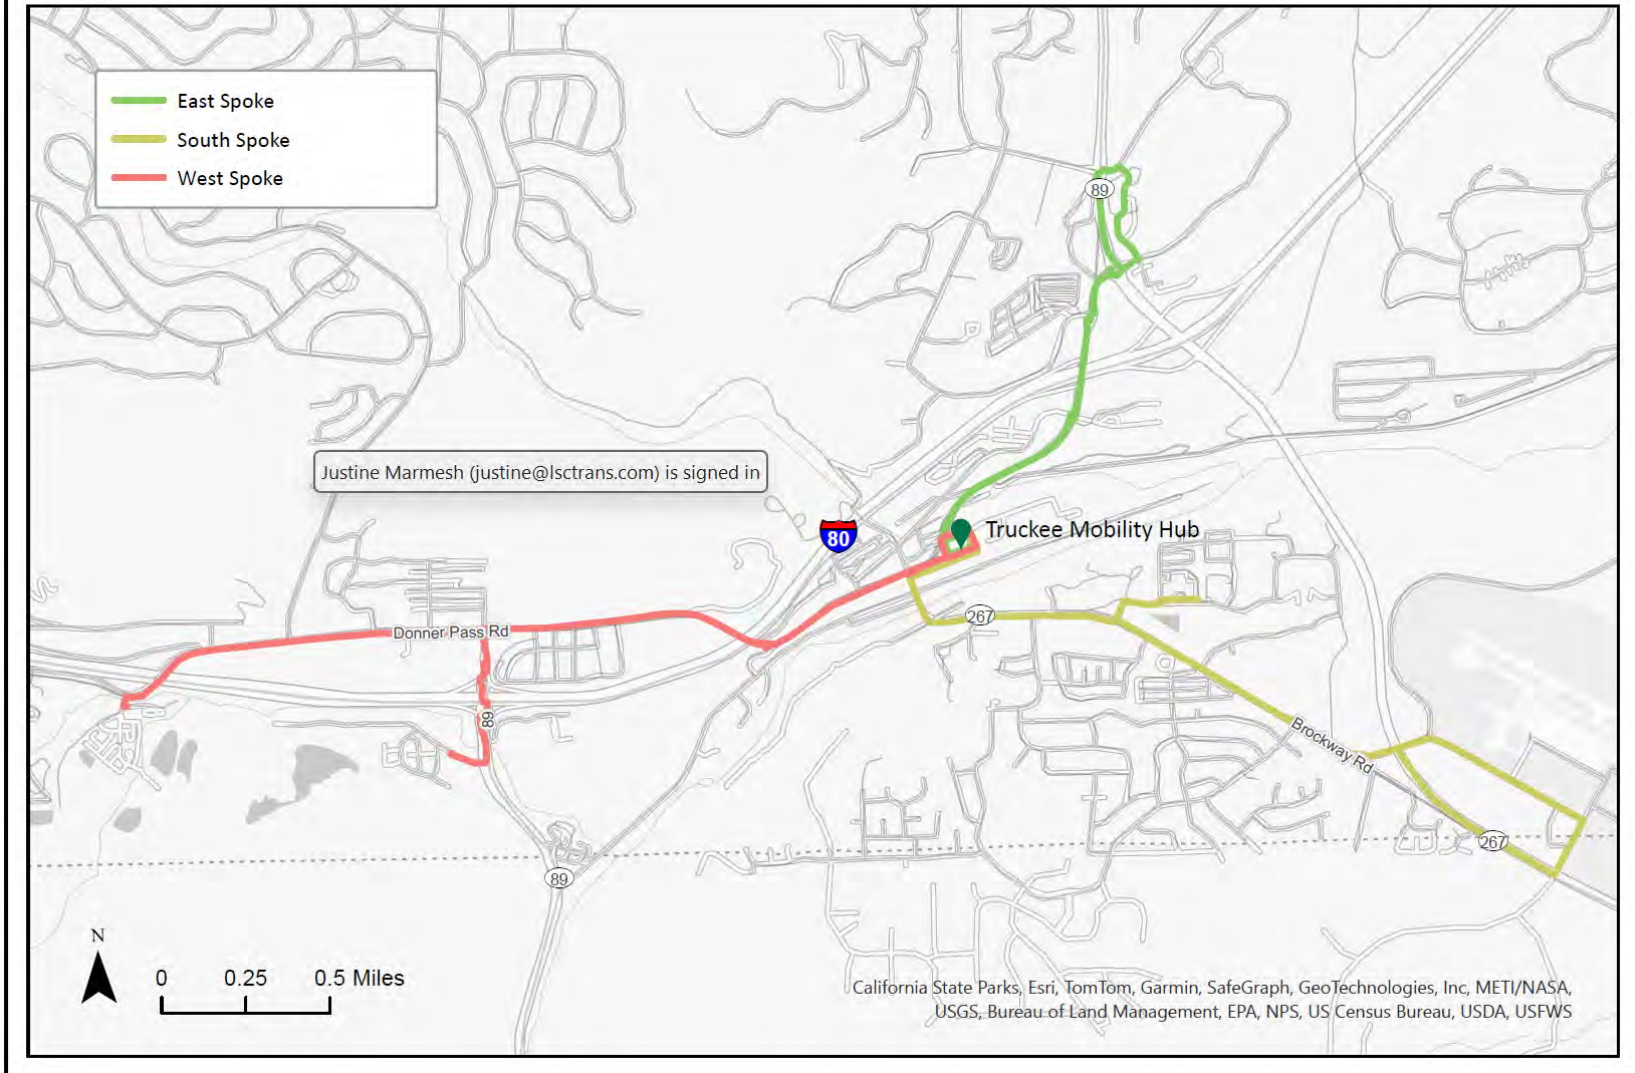 East Spoke
South Spoke
West Spoke
89
Justine Marmesh (justine@lsctrans.com) is signed in
80
Truckee Mobility Hub
267
Donner Pass Rd
89
Brockway Rd
267
89
N
0 0.25 0.5 Miles
California State Parks, Esri, TomTom, Garmin, SafeGraph, GeoTechnologies, Inc, METI/NASA,
USGS, Bureau of Land Management, EPA, NPS, US Census Bureau, USDA, USFWS